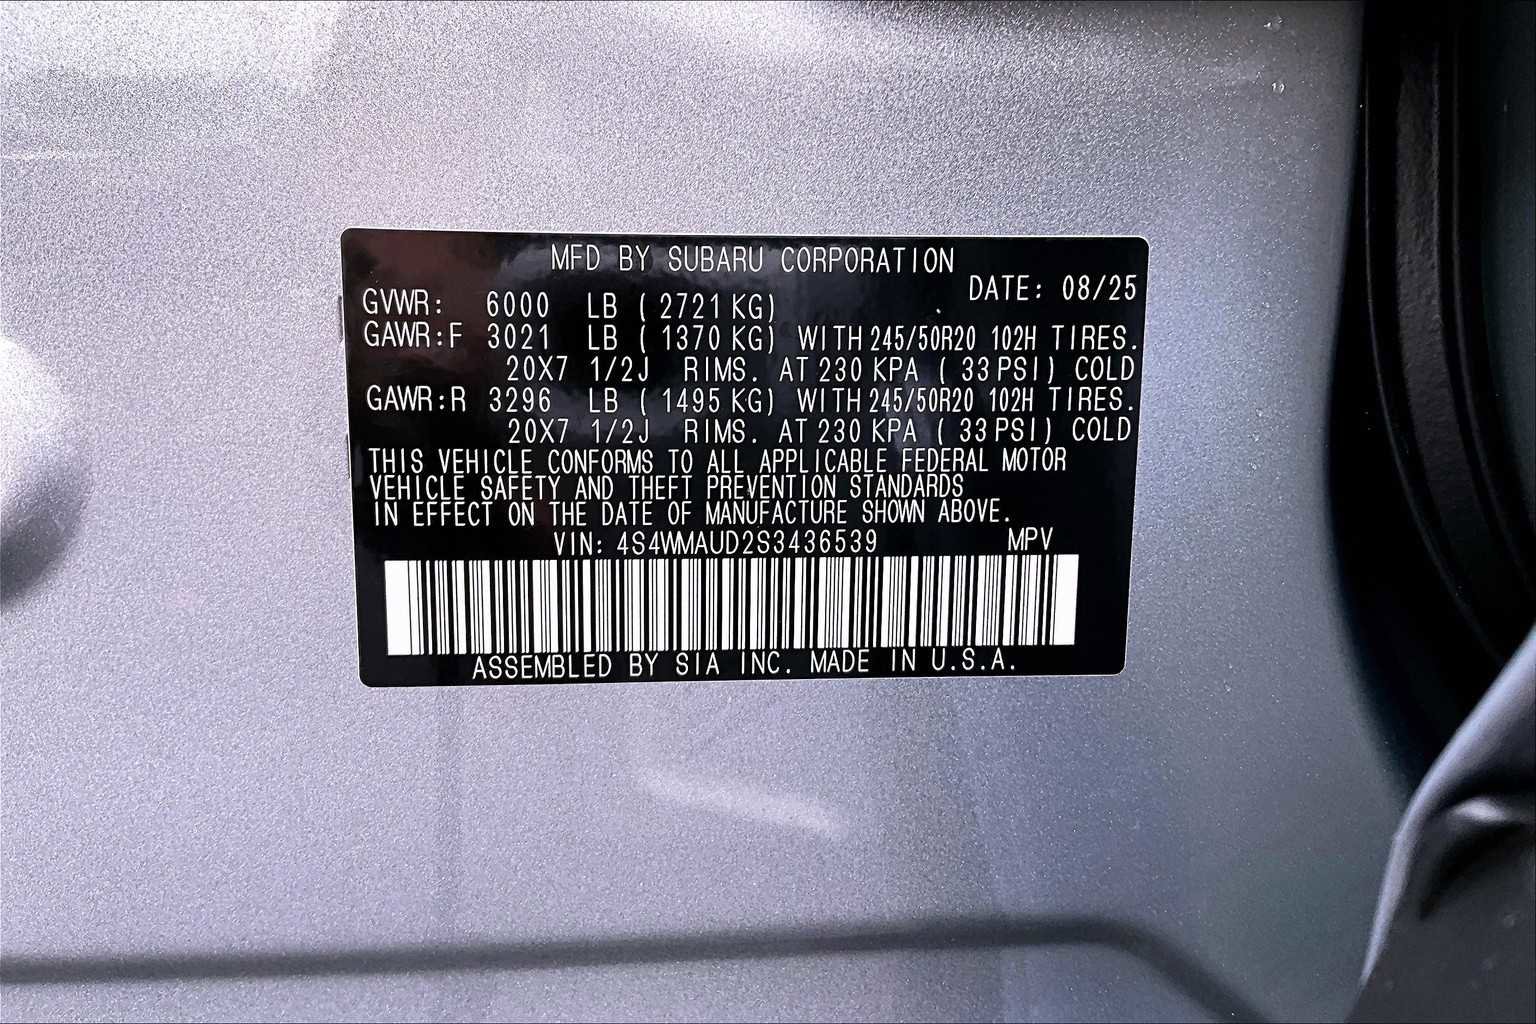 MFD BY SUBARU CORPORATION
DATE: 08/25
GVWR: 6000 LB ( 2721 KG)
GAWR:F 3021 LB ( 1370 KG) WITH 245/50R20 102H TIRES.
20X7 1/2J RIMS. AT 230 KPA ( 33 PSI) COLD
GAWR:R 3296 LB ( 1495 KG) WITH 245/50R20 102H TIRES.
20X7 1/2J RIMS. AT 230 KPA ( 33 PSI) COLD
THIS VEHICLE CONFORMS TO ALL APPLICABLE FEDERAL MOTOR
VEHICLE SAFETY AND THEFT PREVENTION STANDARDS
IN EFFECT ON THE DATE OF MANUFACTURE SHOWN ABOVE.
VIN: 4S4WMAUD2S3436539 MPV
ASSEMBLED BY SIA INC. MADE IN U.S.A.